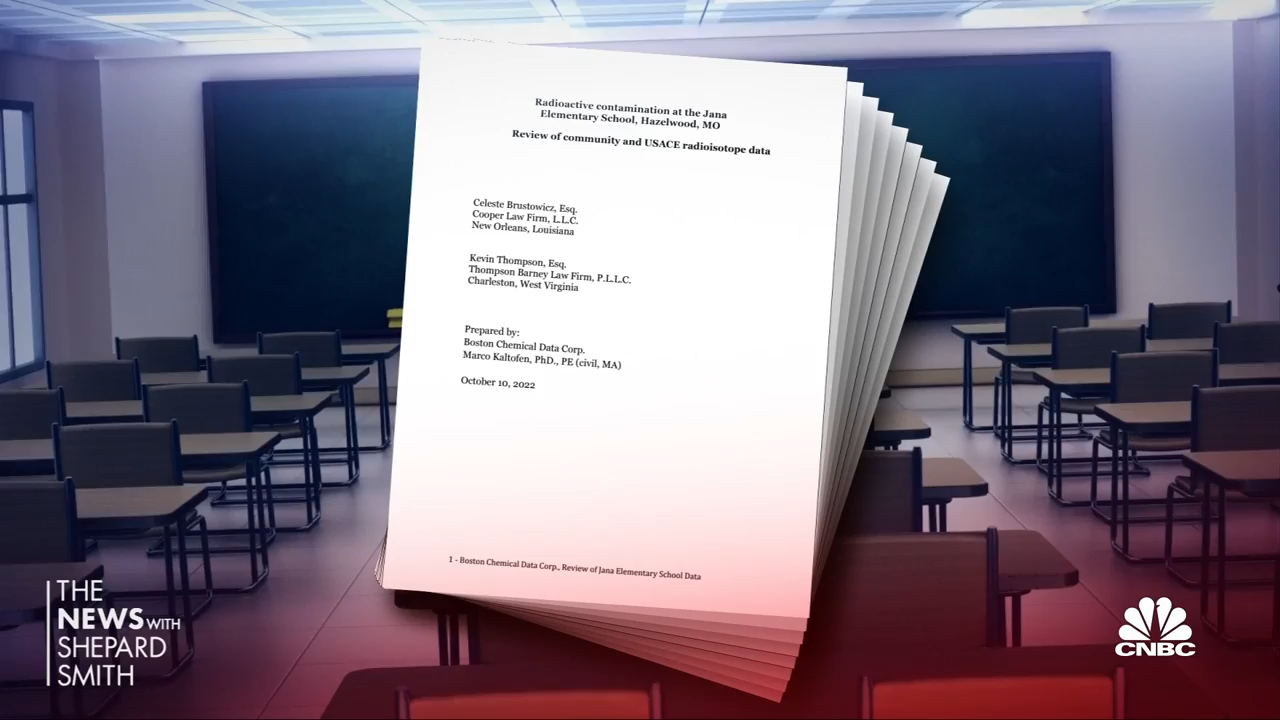 Radioactive contamination at the Jana
Elementary School, Hazelwood, MO
Review of community and USACE radioisotope data
Celeste Brustowicz, Esq.
Cooper Law Firm, L.L.C.
New Orleans, Louisiana
Kevin Thompson, Esq.
Thompson Barney Law Firm, P.L.L.C.
Charleston, West Virginia
Prepared by:
Boston Chemical Data Corp.
Marco Kaltofen, PhD., PE (civil, MA)
October 10, 2022
1 - Boston Chemical Data Corp., Review of Jana Elementary School Data
THE
NEWS WITH
SHEPARD
SMITH
CNBC